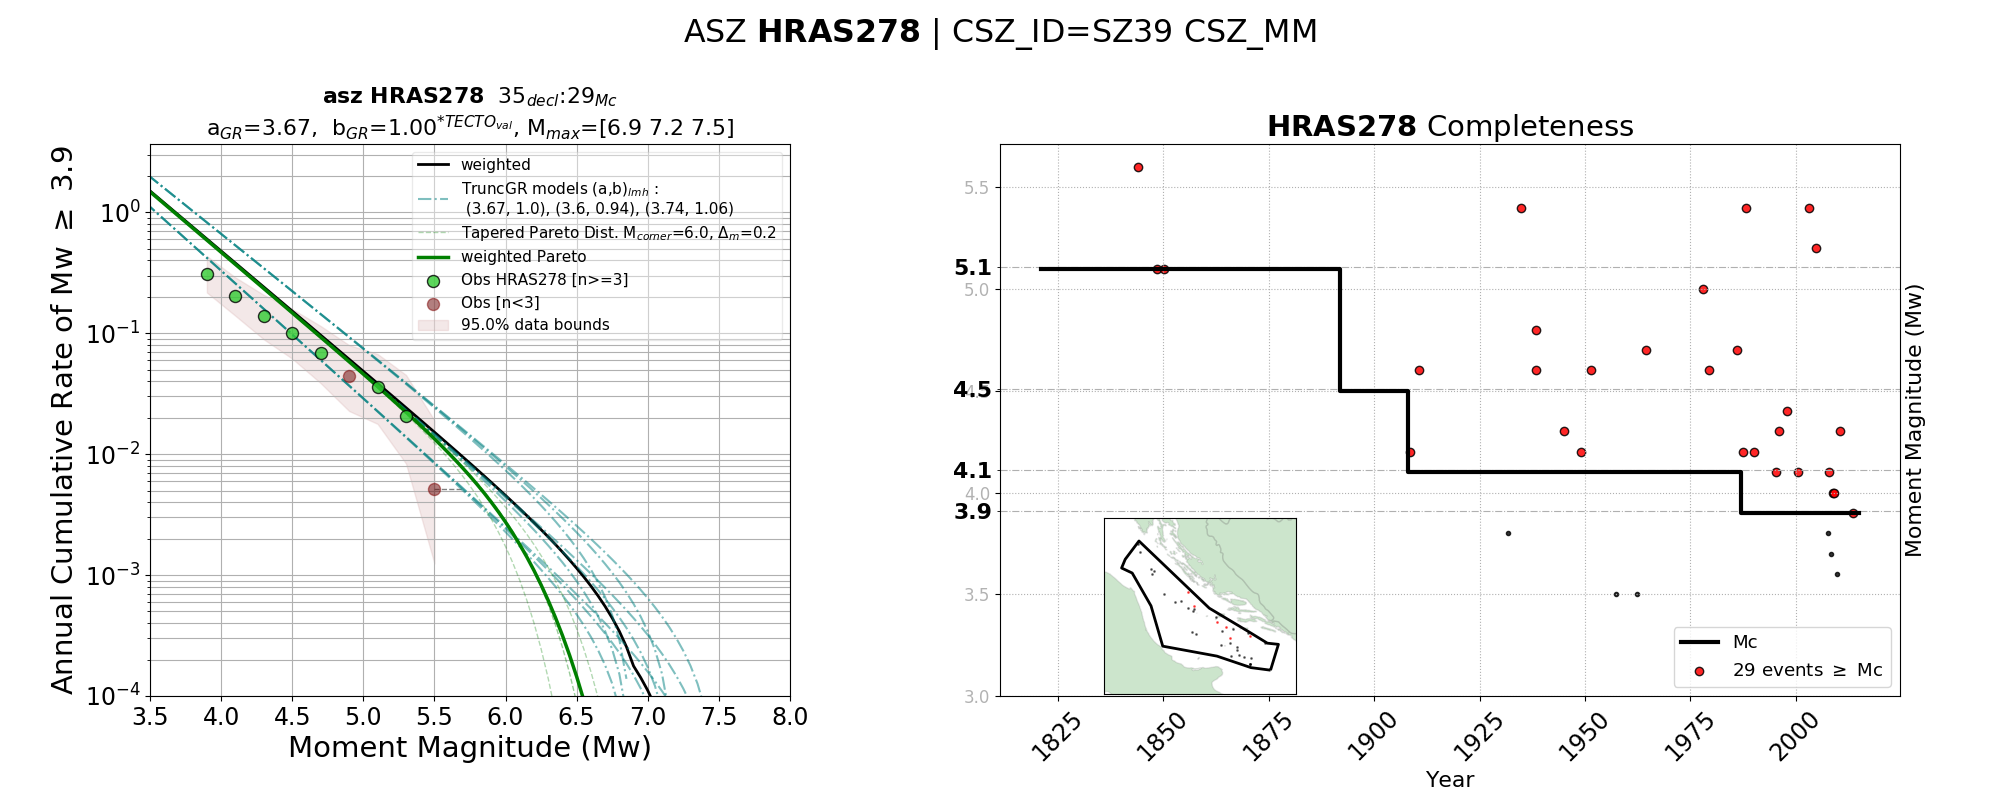 ASZ HRAS278 | CSZ_ID=SZ39 CSZ_MM
asz HRAS278 35decl:29Mc
aGR=3.67, bGR=1.00*TECTOval, Mmax=[6.9 7.2 7.5]
Annual Cumulative Rate of Mw ≥ 3.9
10^0
10^-1
10^-2
10^-3
10^-4
weighted
TruncGR models (a,b)lmh :
(3.67, 1.0), (3.6, 0.94), (3.74, 1.06)
Tapered Pareto Dist. Mcorner=6.0, Δm=0.2
weighted Pareto
Obs HRAS278 [n>=3]
Obs [n<3]
95.0% data bounds
3.5 4.0 4.5 5.0 5.5 6.0 6.5 7.0 7.5 8.0
Moment Magnitude (Mw)
HRAS278 Completeness
5.5
5.1
5.0
4.5
4.5
4.1
4.0
3.9
3.5
3.0
Moment Magnitude (Mw)
Mc
29 events ≥ Mc
1825 1850 1875 1900 1925 1950 1975 2000
Year